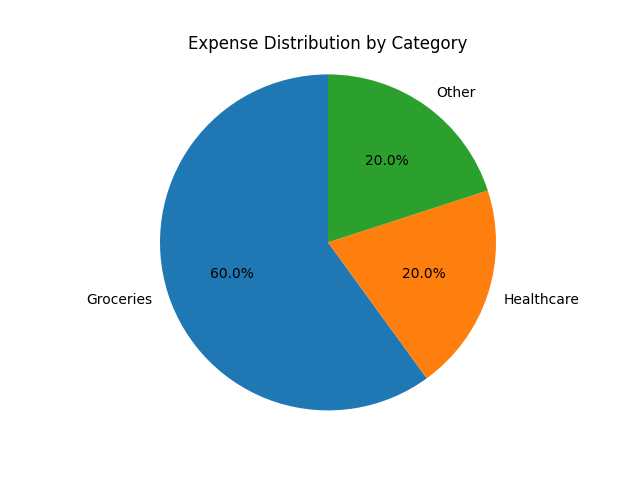 Expense Distribution by Category
Other
20.0%
60.0%
20.0%
Groceries
Healthcare